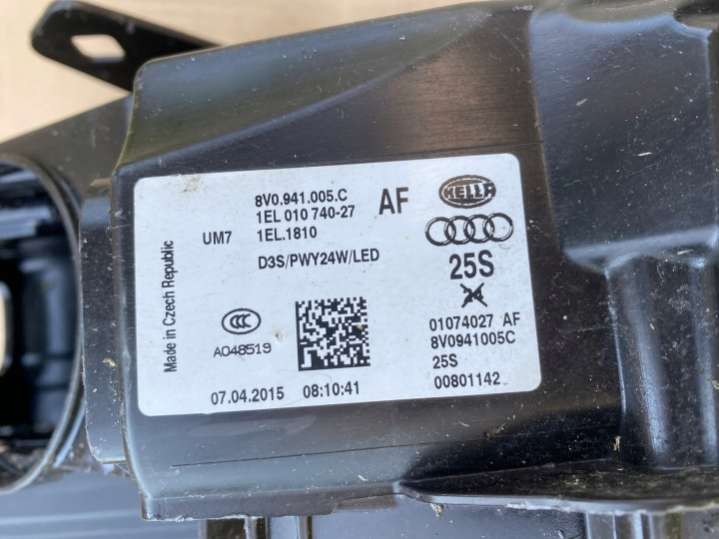 8V0.941.005.C
1EL 010 740-27
AF
HELLA
UM7
1EL.1810
D3S/PWY24W/LED
25S
Made in Czech Republic
CCC
A048519
01074027 AF
8V0941005C
25S
00801142
07.04.2015 08:10:41